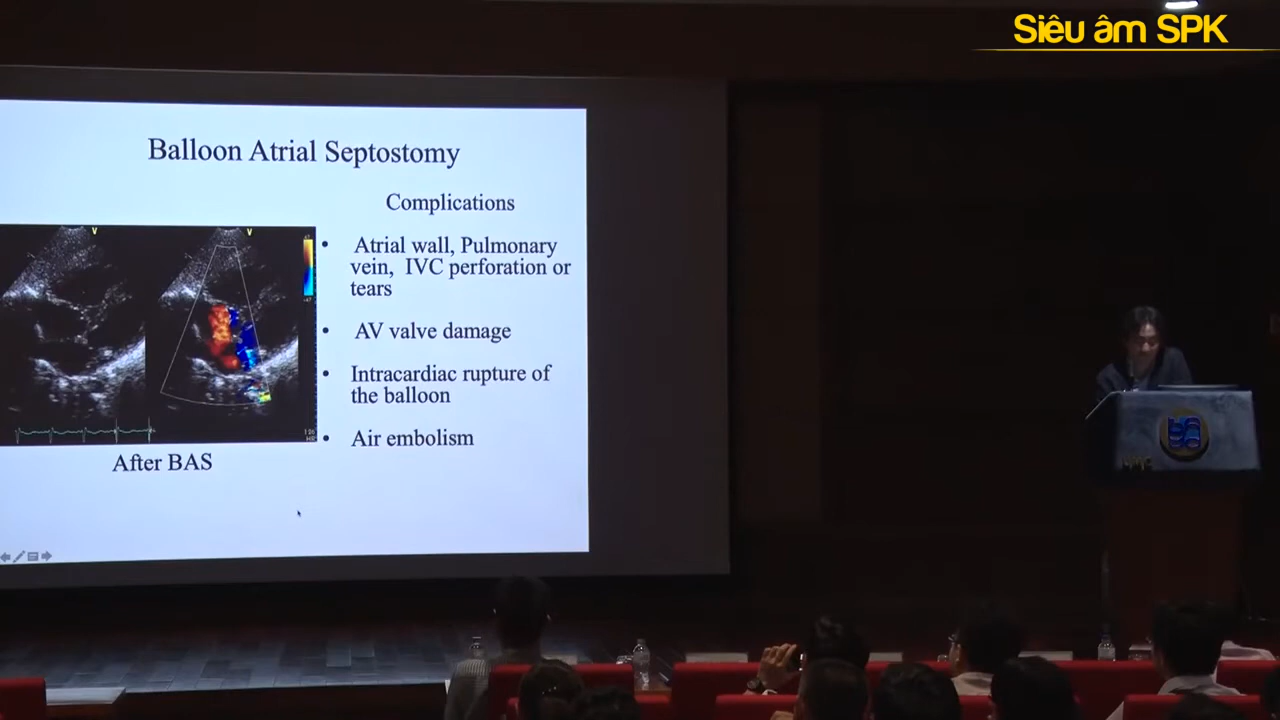 Siêu âm SPK
Balloon Atrial Septostomy
Complications
• Atrial wall, Pulmonary
vein, IVC perforation or
tears
• AV valve damage
• Intracardiac rupture of
the balloon
• Air embolism
V
V
After BAS